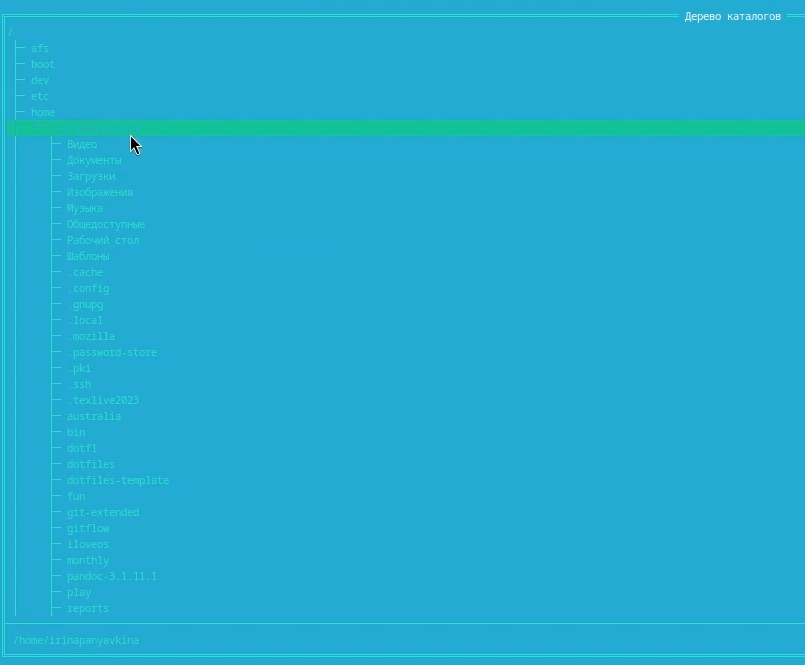 Дерево каталогов
/
afs
boot
dev
etc
home
Видео
Документы
Загрузки
Изображения
Музыка
Общедоступные
Рабочий стол
Шаблоны
.cache
.config
.gnupg
.local
.mozilla
.password-store
.pki
.ssh
.texlive2023
australia
bin
dotf1
dotfiles
dotfiles-template
fun
git-extended
gitflow
iloveos
monthly
pandoc-3.1.11.1
play
reports
/home/irinapanyavkina